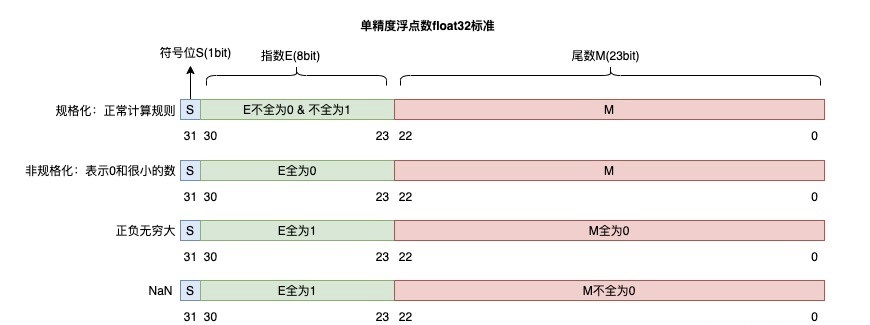 单精度浮点数float32标准
符号位S(1bit) 指数E(8bit) 尾数M(23bit)
规格化：正常计算规则 S E不全为0 & 不全为1 M
31 30 23 22 0
非规格化：表示0和很小的数 S E全为0 M
31 30 23 22 0
正负无穷大 S E全为1 M全为0
31 30 23 22 0
NaN S E全为1 M不全为0
31 30 23 22 0